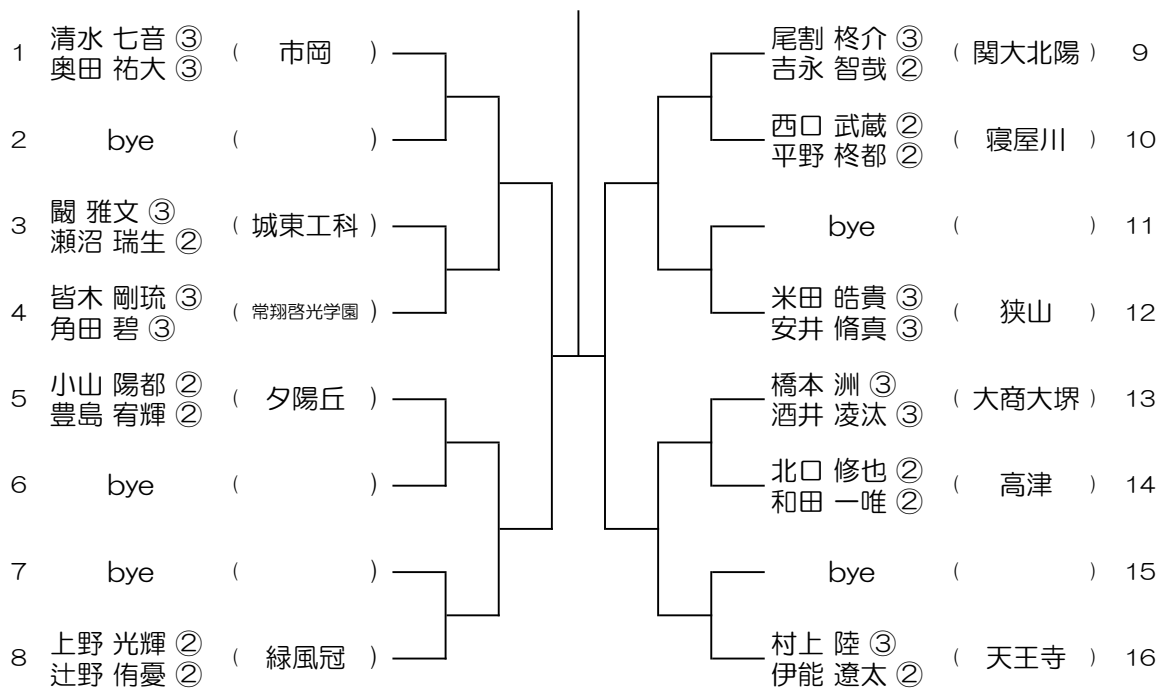 1 清水 七音 ③ ( 市岡 )
奥田 祐大 ③
2 bye ( )
3 闞 雅文 ③ ( 城東工科 )
瀬沼 瑞生 ②
4 皆木 剛琉 ③ ( 常翔啓光学園 )
角田 碧 ③
5 小山 陽都 ② ( 夕陽丘 )
豊島 宥輝 ②
6 bye ( )
7 bye ( )
8 上野 光輝 ② ( 緑風冠 )
辻野 侑憂 ②
尾割 柊介 ③ ( 関大北陽 ) 9
吉永 智哉 ②
西口 武蔵 ② ( 寝屋川 ) 10
平野 柊都 ②
bye ( ) 11
米田 皓貴 ③ ( 狭山 ) 12
安井 脩真 ③
橋本 洲 ③ ( 大商大堺 ) 13
酒井 凌汰 ③
北口 修也 ② ( 高津 ) 14
和田 一唯 ②
bye ( ) 15
村上 陸 ③ ( 天王寺 ) 16
伊能 遼太 ②